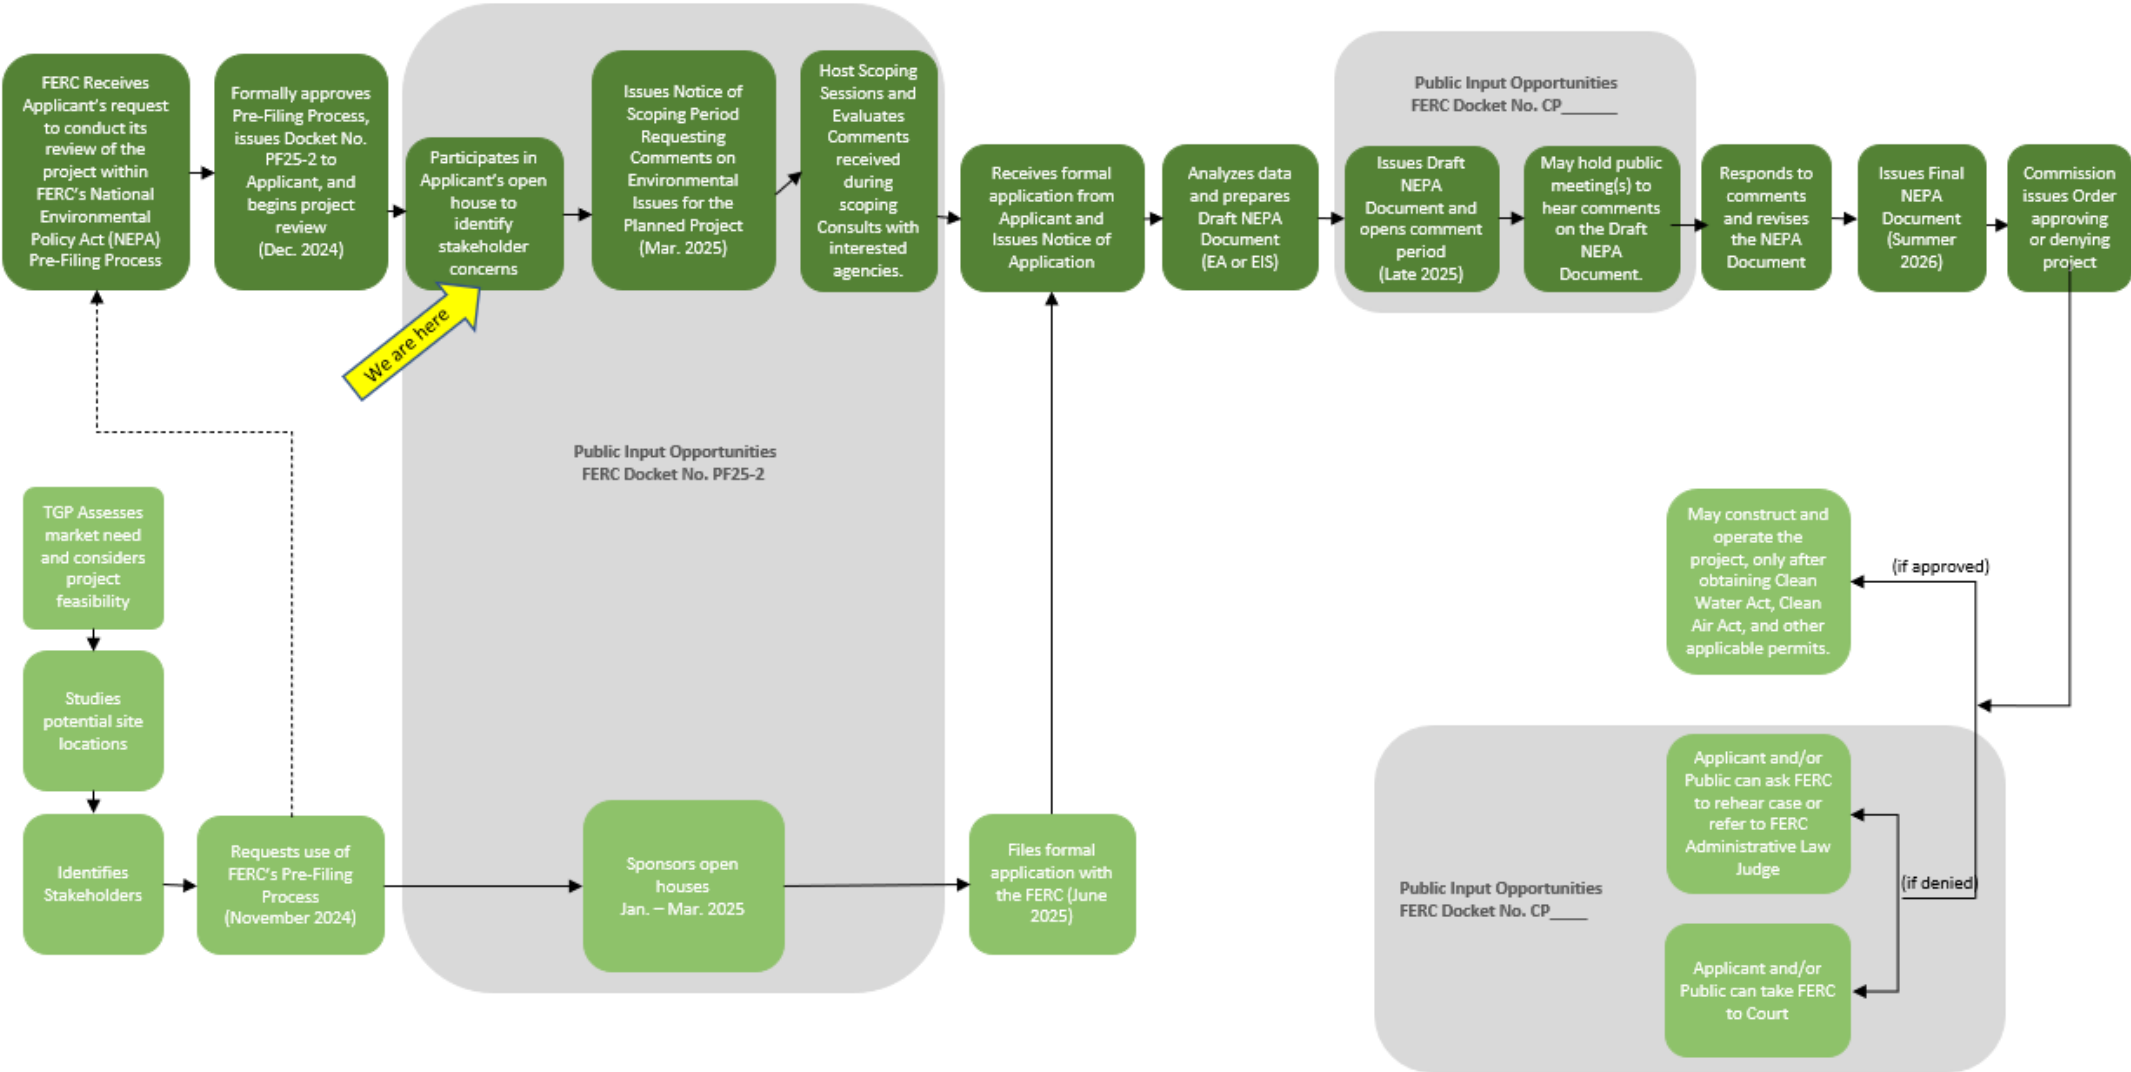 FERC Receives
Applicant's request
to conduct its
review of the
project within
FERC's National
Environmental
Policy Act (NEPA)
Pre-Filing Process
Formally approves
Pre-Filing Process,
issues Docket No.
PF25-2 to
Applicant, and
begins project
review
(Dec. 2024)
Participates in
Applicant's open
house to
identify
stakeholder
concerns
Issues Notice of
Scoping Period
Requesting
Comments on
Environmental
Issues for the
Planned Project
(Mar. 2025)
Host Scoping
Sessions and
Evaluates
Comments
received
during
scoping
Consults with
interested
agencies.
Receives formal
application from
Applicant and
Issues Notice of
Application
Analyzes data
and prepares
Draft NEPA
Document
(EA or EIS)
Public Input Opportunities
FERC Docket No. CP_______
Issues Draft
NEPA
Document and
opens comment
period
(Late 2025)
May hold public
meeting(s) to
hear comments
on the Draft
NEPA
Document.
Responds to
comments
and revises
the NEPA
Document
Issues Final
NEPA
Document
(Summer
2026)
Commission
issues Order
approving
or denying
project
We are here
Public Input Opportunities
FERC Docket No. PF25-2
TGP Assesses
market need
and considers
project
feasibility
Studies
potential site
locations
Identifies
Stakeholders
Requests use of
FERC's Pre-Filing
Process
(November 2024)
Sponsors open
houses
Jan. – Mar. 2025
Files formal
application with
the FERC (June
2025)
May construct and
operate the
project, only after
obtaining Clean
Water Act, Clean
Air Act, and other
applicable permits.
(if approved)
Applicant and/or
Public can ask FERC
to rehear case or
refer to FERC
Administrative Law
Judge
(if denied)
Public Input Opportunities
FERC Docket No. CP_____
Applicant and/or
Public can take FERC
to Court